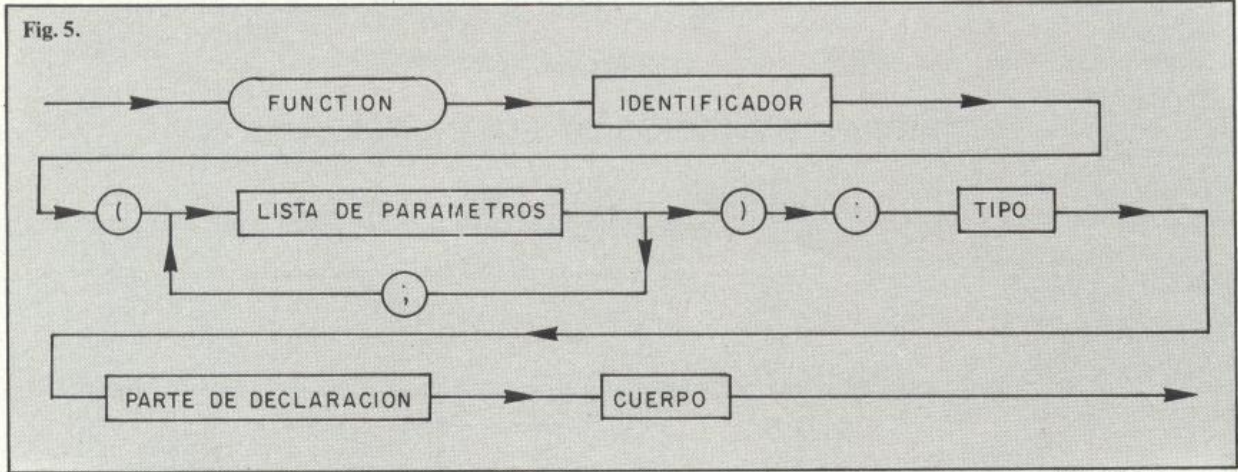 Fig. 5.
FUNCTION IDENTIFICADOR
( LISTA DE PARAMETROS ) : TIPO
;
PARTE DE DECLARACION CUERPO